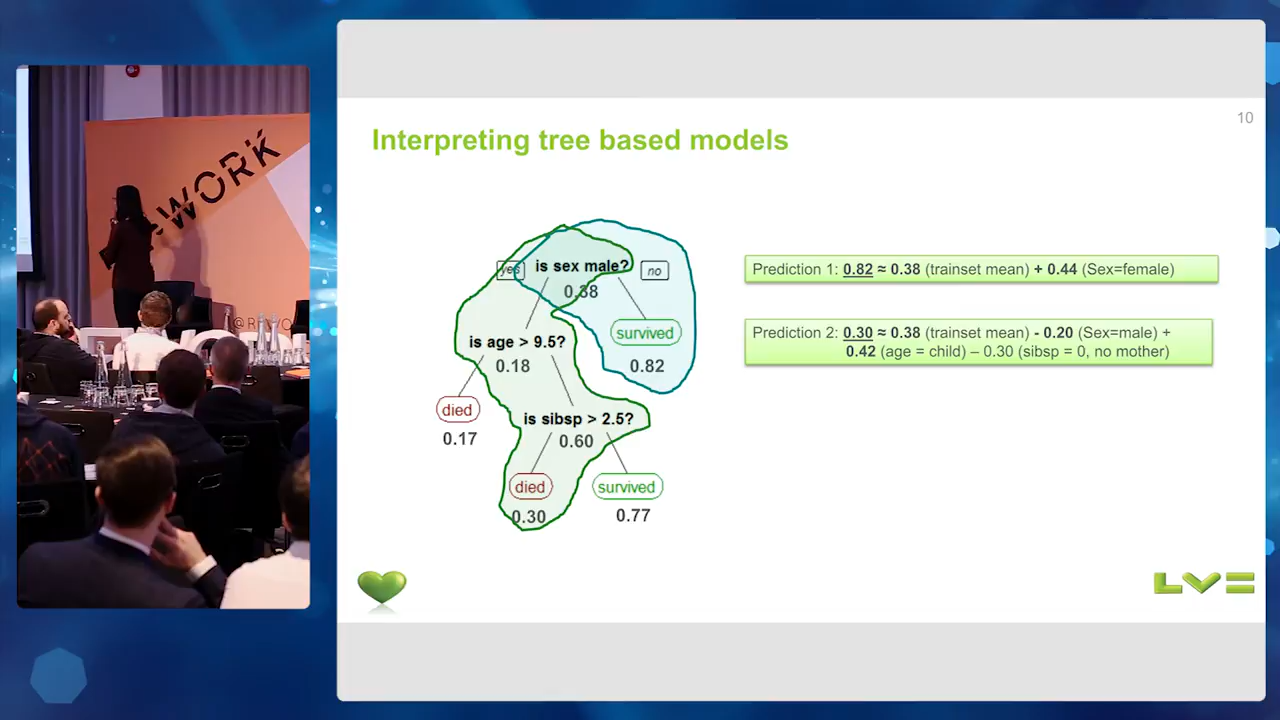 10
Interpreting tree based models
yes
is sex male?
no
0.38
survived
0.82
is age > 9.5?
0.18
died
0.17
is sibsp > 2.5?
0.60
died
0.30
survived
0.77
Prediction 1: 0.82 ≈ 0.38 (trainset mean) + 0.44 (Sex=female)
Prediction 2: 0.30 ≈ 0.38 (trainset mean) - 0.20 (Sex=male) +
0.42 (age = child) – 0.30 (sibsp = 0, no mother)
LV=
WORK